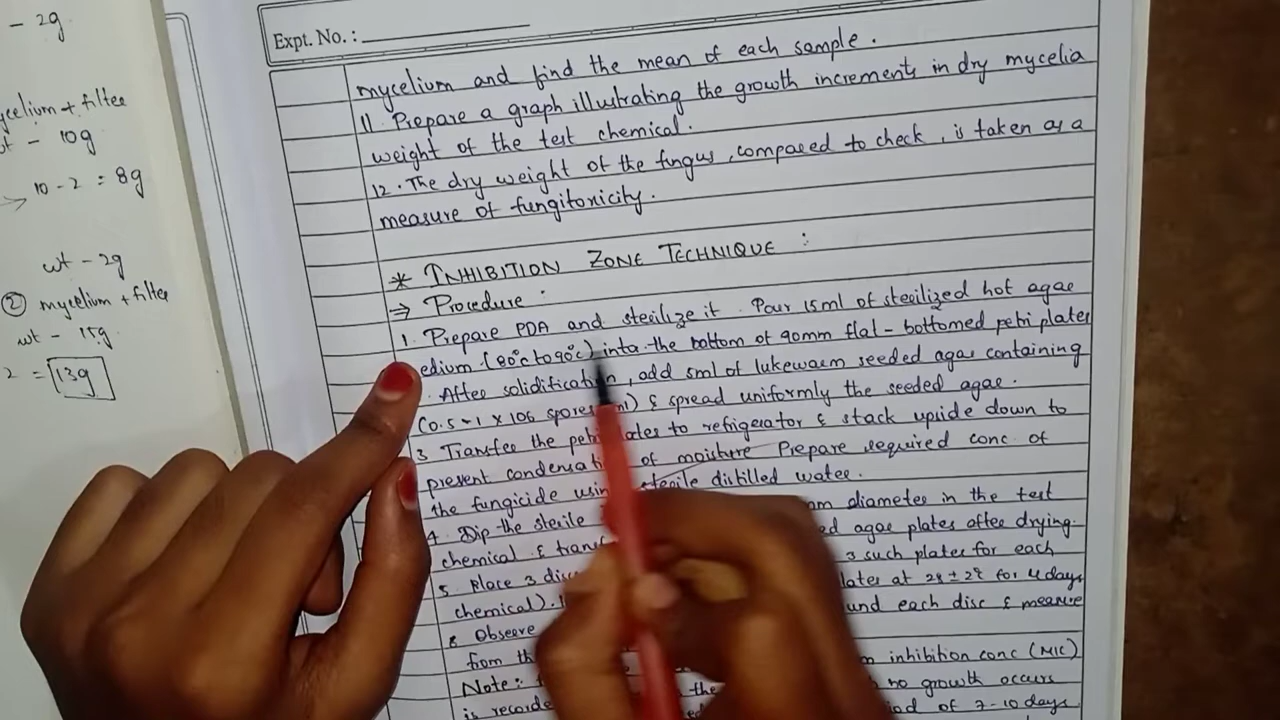 - 2g
mycelium + filter
wt - 10g
10 - 2 = 8g
wt - 2g
② mycelium + filter
wt - 15g
2 = 13g
Expt. No. :
mycelium and find the mean of each sample.
11. Prepare a graph illustrating the growth increments in dry mycelia
weight of the test chemical.
12. The dry weight of the fungus, compared to check, is taken as a
measure of fungitoxicity.
* INHIBITION ZONE TECHNIQUE :
⇒ Procedure :
1. Prepare PDA and sterilize it. Pour 15ml of sterilized hot agar
edium (80°c to 90°c) into the bottom of 90mm flat-bottomed petri plates
. After solidification, add 5ml of lukewarm seeded agar containing
(0.5-1 x 106 spores ml) & spread uniformly the seeded agar.
3. Transfer the petri plates to refrigerator & stack upside down to
prevent condensation of moisture Prepare required conc of
the fungicide using sterile distilled water.
4. Dip the sterile mm diameter in the test
chemical & transf ed agar plates after drying.
5. Place 3 disc 3 such plates for each
chemical). lates at 28 ± 2° for 4 days
6 Observe und each disc & measure
from th inhibition conc (MIC)
Note: the no growth occurs
is recorde of 7-10 days